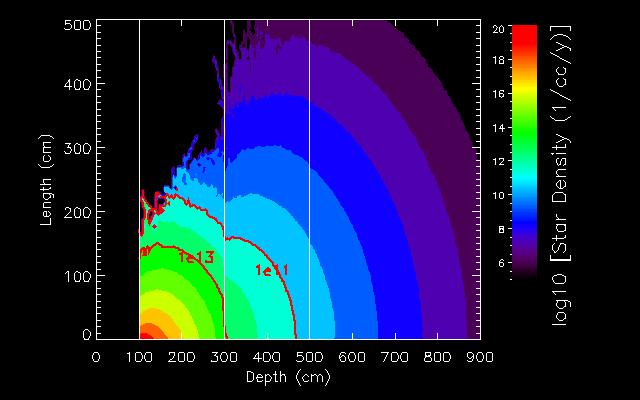 500
400
300
200
100
0
Length (cm)
1e13
1e11
0 100 200 300 400 500 600 700 800 900
Depth (cm)
20
18
16
14
12
10
8
6
log10 [Star Density (1/cc/y)]